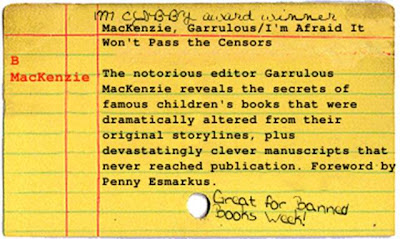 M CLIBBY award winner
MacKenzie, Garrulous/I'm Afraid It
Won't Pass the Censors
B
MacKenzie
The notorious editor Garrulous
MacKenzie reveals the secrets of
famous children's books that were
dramatically altered from their
original storylines, plus
devastatingly clever manuscripts that
never reached publication. Foreword by
Penny Esmarkus.
Great for Banned
Books Week!